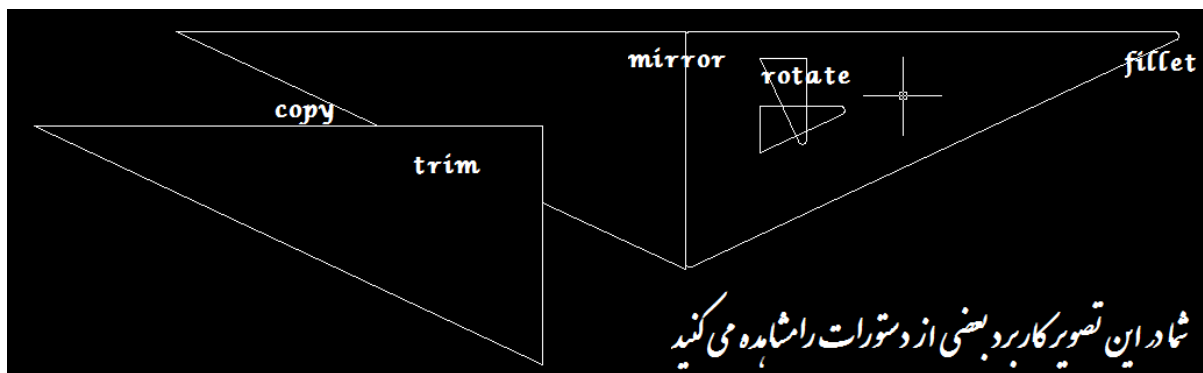 mirror
rotate
fillet
copy
trim
شما در این تصویر کاربرد بعضی از دستورات را مشاهده می کنید